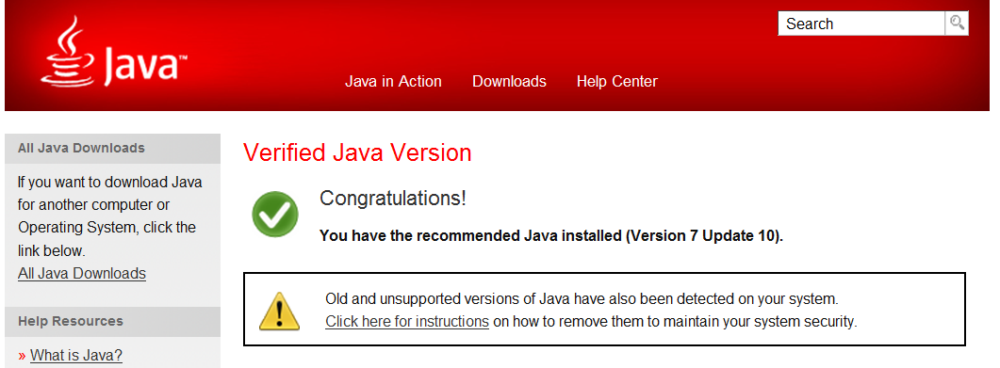 Java™
Search
Java in Action
Downloads
Help Center
All Java Downloads
If you want to download Java
for another computer or
Operating System, click the
link below.
All Java Downloads
Help Resources
» What is Java?
Verified Java Version
Congratulations!
You have the recommended Java installed (Version 7 Update 10).
Old and unsupported versions of Java have also been detected on your system.
Click here for instructions on how to remove them to maintain your system security.